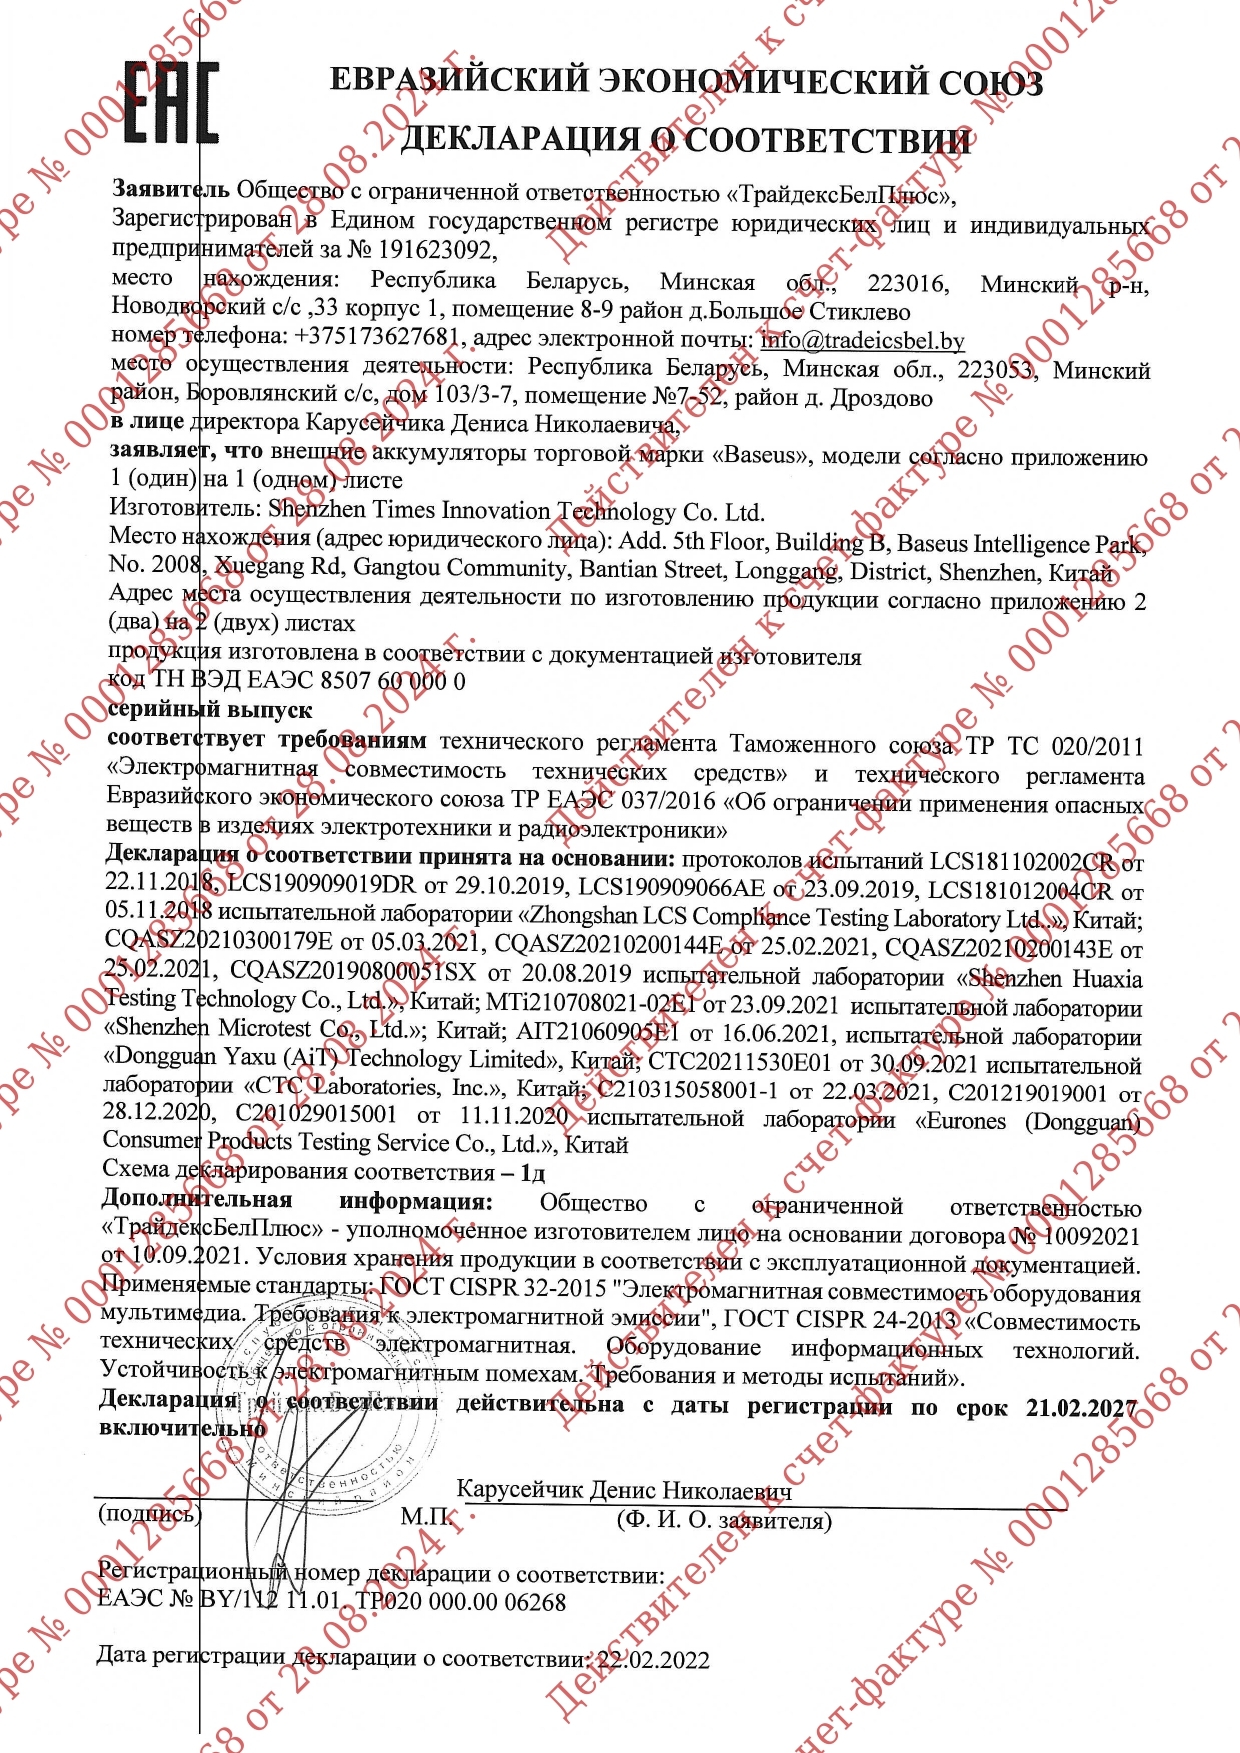 ЕАС
ЕВРАЗИЙСКИЙ ЭКОНОМИЧЕСКИЙ СОЮЗ
ДЕКЛАРАЦИЯ О СООТВЕТСТВИИ
Заявитель Общество с ограниченной ответственностью «ТрайдексБелПлюс»,
Зарегистрирован в Едином государственном регистре юридических лиц и индивидуальных
предпринимателей за № 191623092,
место нахождения: Республика Беларусь, Минская обл., 223016, Минский р-н,
Новодворский с/с ,33 корпус 1, помещение 8-9 район д.Большое Стиклево
номер телефона: +375173627681, адрес электронной почты: info@tradeicsbel.by
место осуществления деятельности: Республика Беларусь, Минская обл., 223053, Минский
район, Боровлянский с/с, дом 103/3-7, помещение №7-52, район д. Дроздово
в лице директора Карусейчика Дениса Николаевича,
заявляет, что внешние аккумуляторы торговой марки «Baseus», модели согласно приложению
1 (один) на 1 (одном) листе
Изготовитель: Shenzhen Times Innovation Technology Co. Ltd.
Место нахождения (адрес юридического лица): Add. 5th Floor, Building B, Baseus Intelligence Park,
No. 2008, Xuegang Rd, Gangtou Community, Bantian Street, Longgang, District, Shenzhen, Китай
Адрес места осуществления деятельности по изготовлению продукции согласно приложению 2
(два) на 2 (двух) листах
продукция изготовлена в соответствии с документацией изготовителя
код ТН ВЭД ЕАЭС 8507 60 000 0
серийный выпуск
соответствует требованиям технического регламента Таможенного союза ТР ТС 020/2011
«Электромагнитная совместимость технических средств» и технического регламента
Евразийского экономического союза ТР ЕАЭС 037/2016 «Об ограничении применения опасных
веществ в изделиях электротехники и радиоэлектроники»
Декларация о соответствии принята на основании: протоколов испытаний LCS181102002CR от
22.11.2018, LCS190909019DR от 29.10.2019, LCS190909066AE от 23.09.2019, LCS181012004CR от
05.11.2018 испытательной лаборатории «Zhongshan LCS Compliance Testing Laboratory Ltd..», Китай;
CQASZ20210300179E от 05.03.2021, CQASZ20210200144E от 25.02.2021, CQASZ20210200143E от
25.02.2021, CQASZ20190800051SX от 20.08.2019 испытательной лаборатории «Shenzhen Huaxia
Testing Technology Co., Ltd.», Китай; MTi210708021-02E1 от 23.09.2021 испытательной лаборатории
«Shenzhen Microtest Co., Ltd.»; Китай; AIT21060905E1 от 16.06.2021, испытательной лаборатории
«Dongguan Yaxu (AiT) Technology Limited», Китай; CTC20211530E01 от 30.09.2021 испытательной
лаборатории «CTC Laboratories, Inc.», Китай; C210315058001-1 от 22.03.2021, C201219019001 от
28.12.2020, C201029015001 от 11.11.2020 испытательной лаборатории «Eurones (Dongguan)
Consumer Products Testing Service Co., Ltd.», Китай
Схема декларирования соответствия – 1д
Дополнительная информация: Общество с ограниченной ответственностью
«ТрайдексБелПлюс» - уполномоченное изготовителем лицо на основании договора № 10092021
от 10.09.2021. Условия хранения продукции в соответствии с эксплуатационной документацией.
Применяемые стандарты: ГОСТ CISPR 32-2015 "Электромагнитная совместимость оборудования
мультимедиа. Требования к электромагнитной эмиссии", ГОСТ CISPR 24-2013 «Совместимость
технических средств электромагнитная. Оборудование информационных технологий.
Устойчивость к электромагнитным помехам. Требования и методы испытаний».
Декларация о соответствии действительна с даты регистрации по срок 21.02.2027
включительно
Карусейчик Денис Николаевич
(подпись) М.П. (Ф. И. О. заявителя)
Регистрационный номер декларации о соответствии:
ЕАЭС № BY/112 11.01. ТР020 000.00 06268
Дата регистрации декларации о соответствии: 22.02.2022
Действителен к счет-фактуре № 0001285668 от 28.08.2024 г.